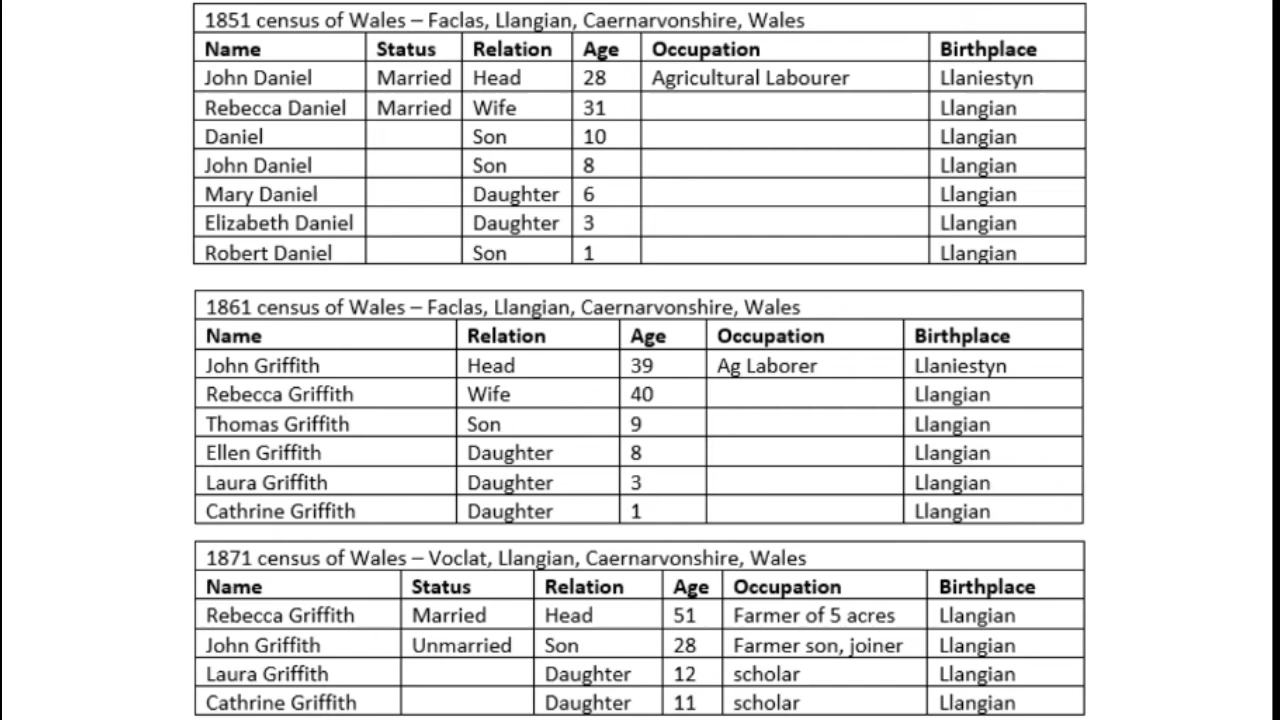 1851 census of Wales – Faclas, Llangian, Caernarvonshire, Wales
Name Status Relation Age Occupation Birthplace
John Daniel Married Head 28 Agricultural Labourer Llaniestyn
Rebecca Daniel Married Wife 31 Llangian
Daniel Son 10 Llangian
John Daniel Son 8 Llangian
Mary Daniel Daughter 6 Llangian
Elizabeth Daniel Daughter 3 Llangian
Robert Daniel Son 1 Llangian
1861 census of Wales – Faclas, Llangian, Caernarvonshire, Wales
Name Relation Age Occupation Birthplace
John Griffith Head 39 Ag Laborer Llaniestyn
Rebecca Griffith Wife 40 Llangian
Thomas Griffith Son 9 Llangian
Ellen Griffith Daughter 8 Llangian
Laura Griffith Daughter 3 Llangian
Cathrine Griffith Daughter 1 Llangian
1871 census of Wales – Voclat, Llangian, Caernarvonshire, Wales
Name Status Relation Age Occupation Birthplace
Rebecca Griffith Married Head 51 Farmer of 5 acres Llangian
John Griffith Unmarried Son 28 Farmer son, joiner Llangian
Laura Griffith Daughter 12 scholar Llangian
Cathrine Griffith Daughter 11 scholar Llangian